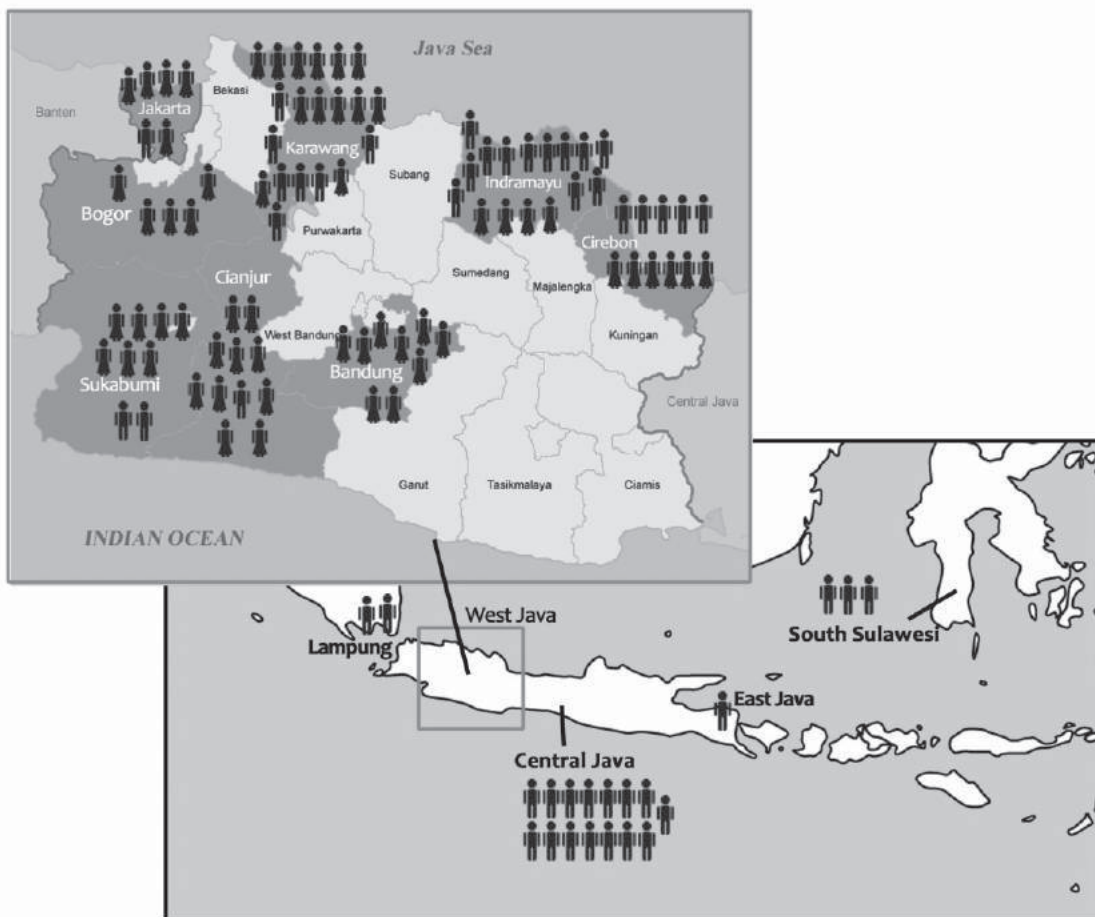 Java Sea
Banten
Jakarta
Bekasi
Karawang
Subang
Indramayu
Bogor
Purwakarta
Cirebon
Cianjur
Sumedang
Majalengka
West Bandung
Kuningan
Sukabumi
Bandung
Central Java
Garut
Tasikmalaya
Ciamis
INDIAN OCEAN
West Java
Lampung
South Sulawesi
East Java
Central Java